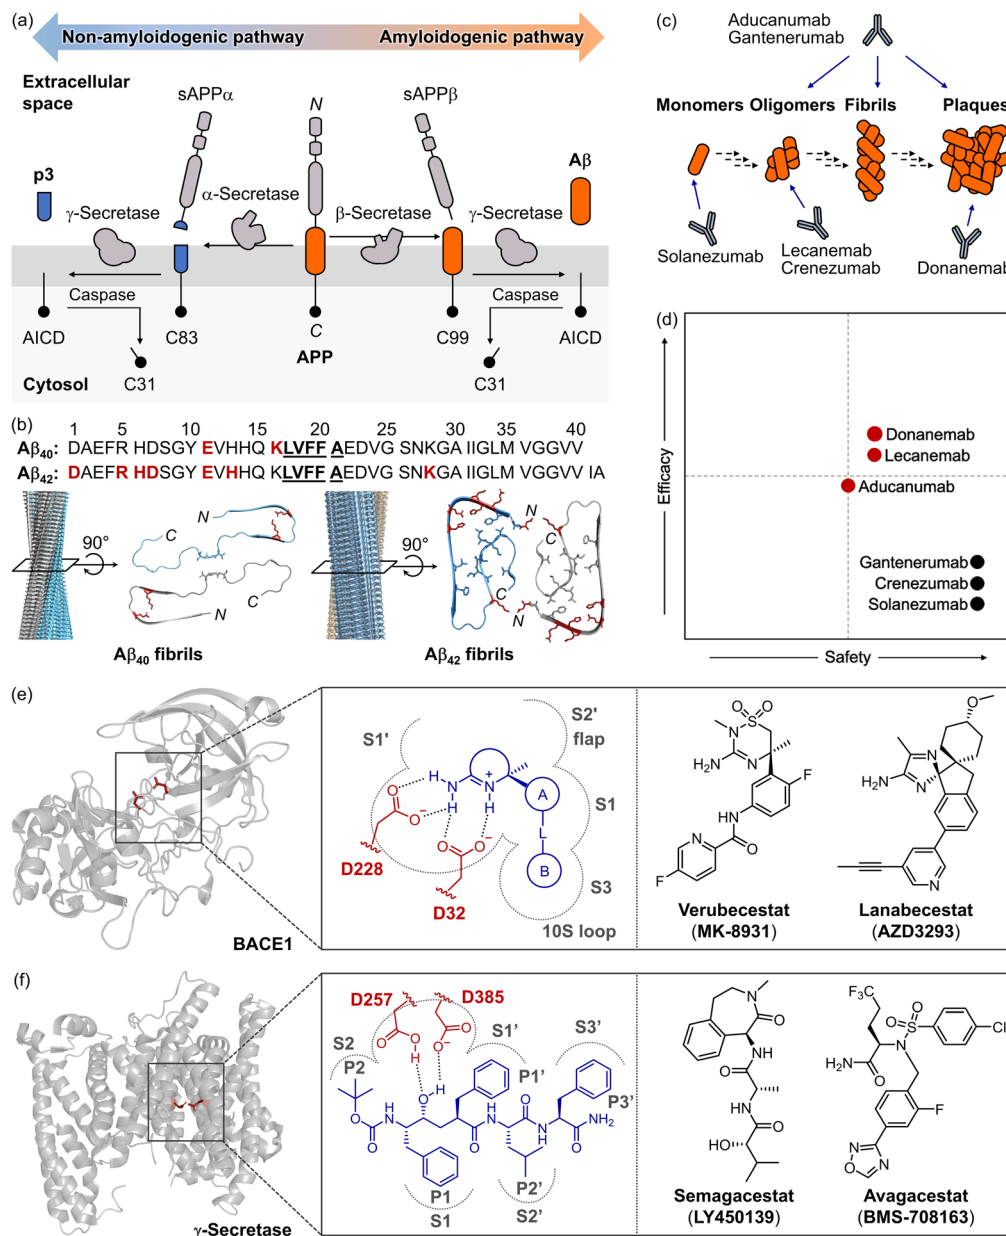 (a)
Non-amyloidogenic pathway
Amyloidogenic pathway
Extracellular
space
sAPPα
N
sAPPβ
p3
Aβ
γ-Secretase
α-Secretase
β-Secretase
γ-Secretase
Caspase
Caspase
AICD
C83
C
C99
AICD
APP
C31
C31
Cytosol
(b)
1 5 10 15 20 25 30 35 40
Aβ40: DAEFRHDSGY EVHHQ KLVFF AEDVG SNKGA IIGLM VGGVV
Aβ42: DAEFRHDSGY EVHHQ KLVFF AEDVG SNKGA IIGLM VGGVV IA
90°
N
C
C
N
Aβ40 fibrils
90°
N
C
C
N
Aβ42 fibrils
(c)
Aducanumab
Gantenerumab
Monomers Oligomers Fibrils Plaques
Solanezumab
Lecanemab
Crenezumab
Donanemab
(d)
Efficacy
Donanemab
Lecanemab
Aducanumab
Gantenerumab
Crenezumab
Solanezumab
Safety
(e)
BACE1
S2'
flap
S1'
H
N
H
H
N
+
H
A
S1
L
B
O
O
−
O
O
−
D228
D32
S3
10S loop
O
O
S
N
N
H2N
F
HN
O
N
F
Verubecestat
(MK-8931)
O
N
H2N
N
N
Lanabecestat
(AZD3293)
(f)
γ-Secretase
D257
D385
S2
P2
O
O
H
O
O
−
S1'
S3'
P1'
P3'
O
O
H
N
OH
O
H
N
O
H
N
O
NH2
P1
S1
P2'
S2'
N
O
NH
O
HN
O
HO
Semagacestat
(LY450139)
F3C
O
O
S
N
Cl
H2N
O
F
N
O
N
Avagacestat
(BMS-708163)